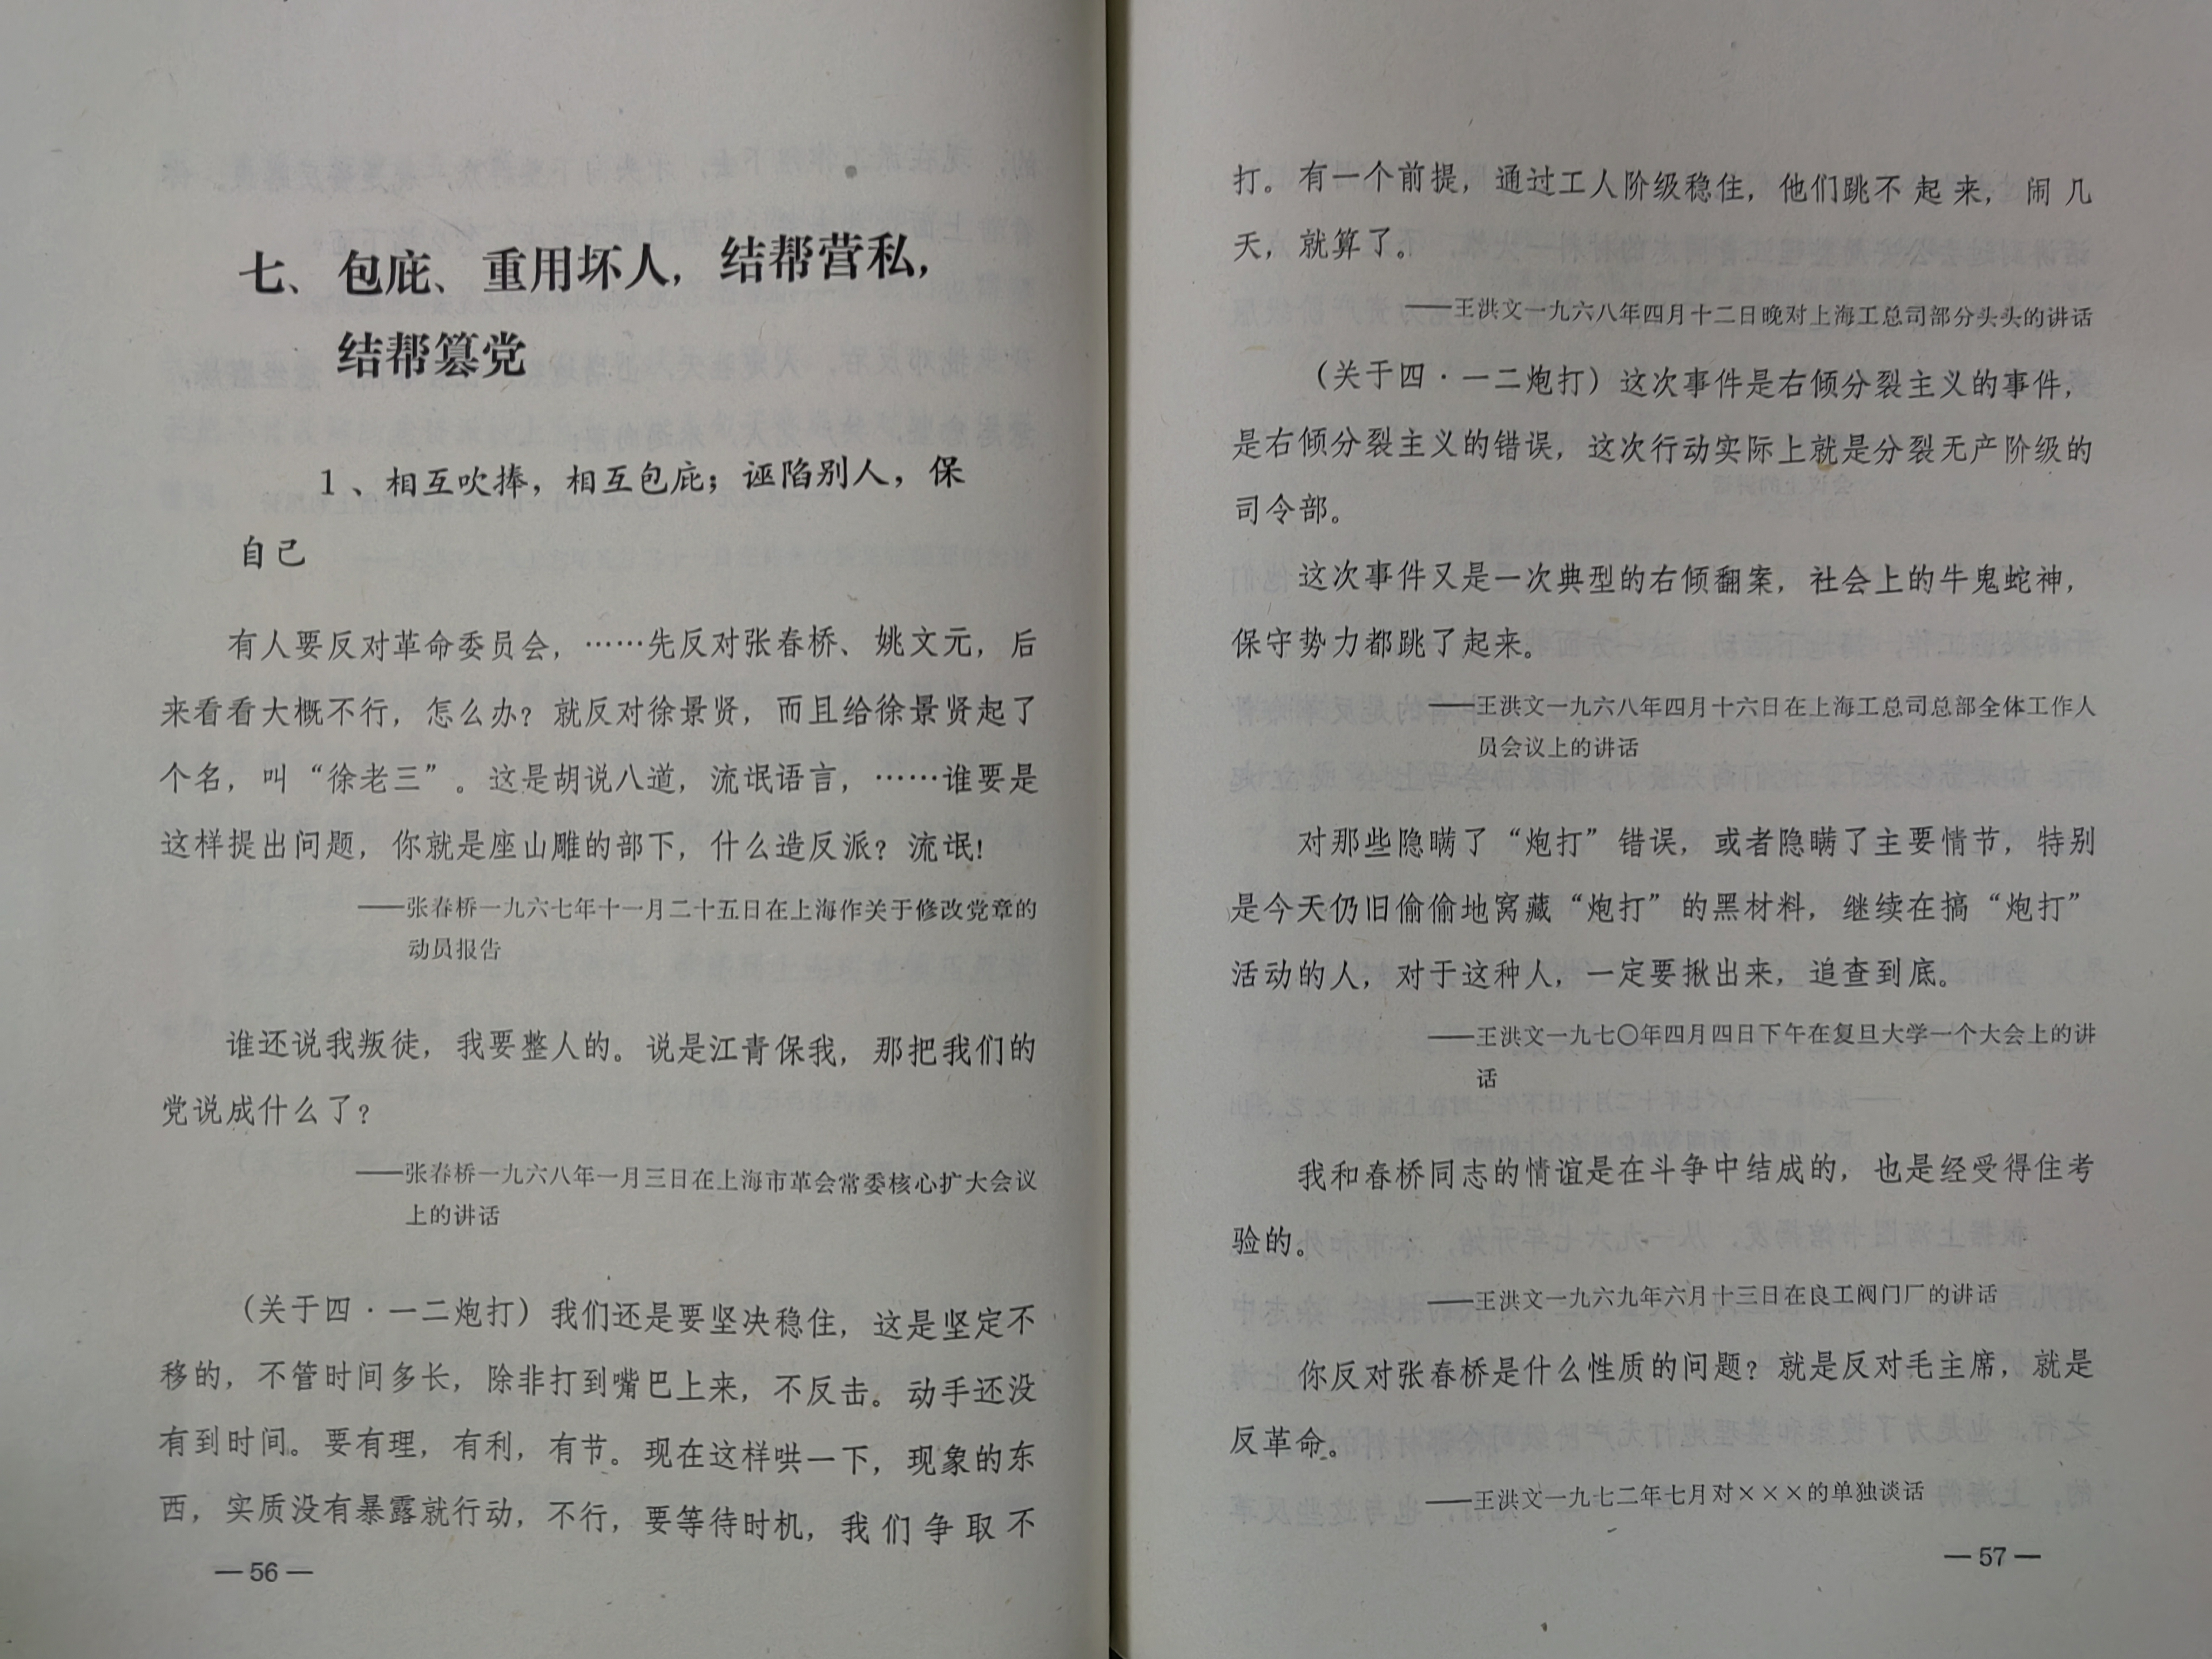 七、包庇、重用坏人，结帮营私，
结帮篡党
1、相互吹捧，相互包庇；诬陷别人，保
自己
有人要反对革命委员会，……先反对张春桥、姚文元，后
来看看大概不行，怎么办？就反对徐景贤，而且给徐景贤起了
个名，叫“徐老三”。这是胡说八道，流氓语言，……谁要是
这样提出问题，你就是座山雕的部下，什么造反派？流氓！
——张春桥一九六七年十一月二十五日在上海作关于修改党章的
动员报告
谁还说我叛徒，我要整人的。说是江青保我，那把我们的
党说成什么了？
——张春桥一九六八年一月三日在上海市革会常委核心扩大会议
上的讲话
（关于四·一二炮打）我们还是要坚决稳住，这是坚定不
移的，不管时间多长，除非打到嘴巴上来，不反击。动手还没
有到时间。要有理，有利，有节。现在这样哄一下，现象的东
西，实质没有暴露就行动，不行，要等待时机，我们争取不
—56—
打。有一个前提，通过工人阶级稳住，他们跳不起来，闹几
天，就算了。
——王洪文一九六八年四月十二日晚对上海工总司部分头头的讲话
（关于四·一二炮打）这次事件是右倾分裂主义的事件，
是右倾分裂主义的错误，这次行动实际上就是分裂无产阶级的
司令部。
这次事件又是一次典型的右倾翻案，社会上的牛鬼蛇神，
保守势力都跳了起来。
——王洪文一九六八年四月十六日在上海工总司总部全体工作人
员会议上的讲话
对那些隐瞒了“炮打”错误，或者隐瞒了主要情节，特别
是今天仍旧偷偷地窝藏“炮打”的黑材料，继续在搞“炮打”
活动的人，对于这种人，一定要揪出来，追查到底。
——王洪文一九七〇年四月四日下午在复旦大学一个大会上的讲
话
我和春桥同志的情谊是在斗争中结成的，也是经受得住考
验的。
——王洪文一九六九年六月十三日在良工阀门厂的讲话
你反对张春桥是什么性质的问题？就是反对毛主席，就是
反革命。
——王洪文一九七二年七月对×××的单独谈话
—57—